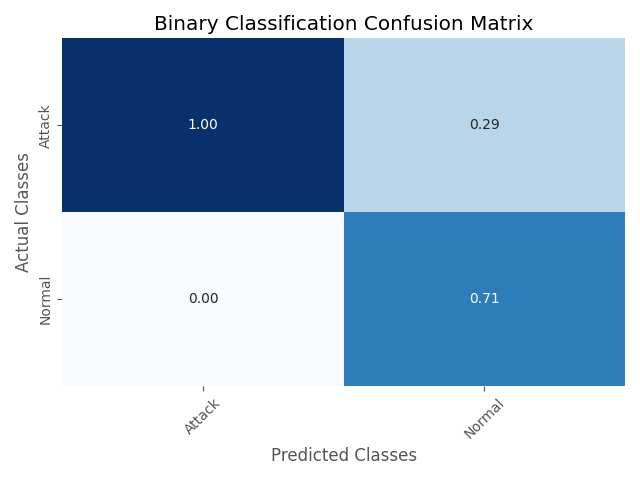 Binary Classification Confusion Matrix
Actual Classes
Attack
1.00
0.29
Normal
0.00
0.71
Attack
Normal
Predicted Classes